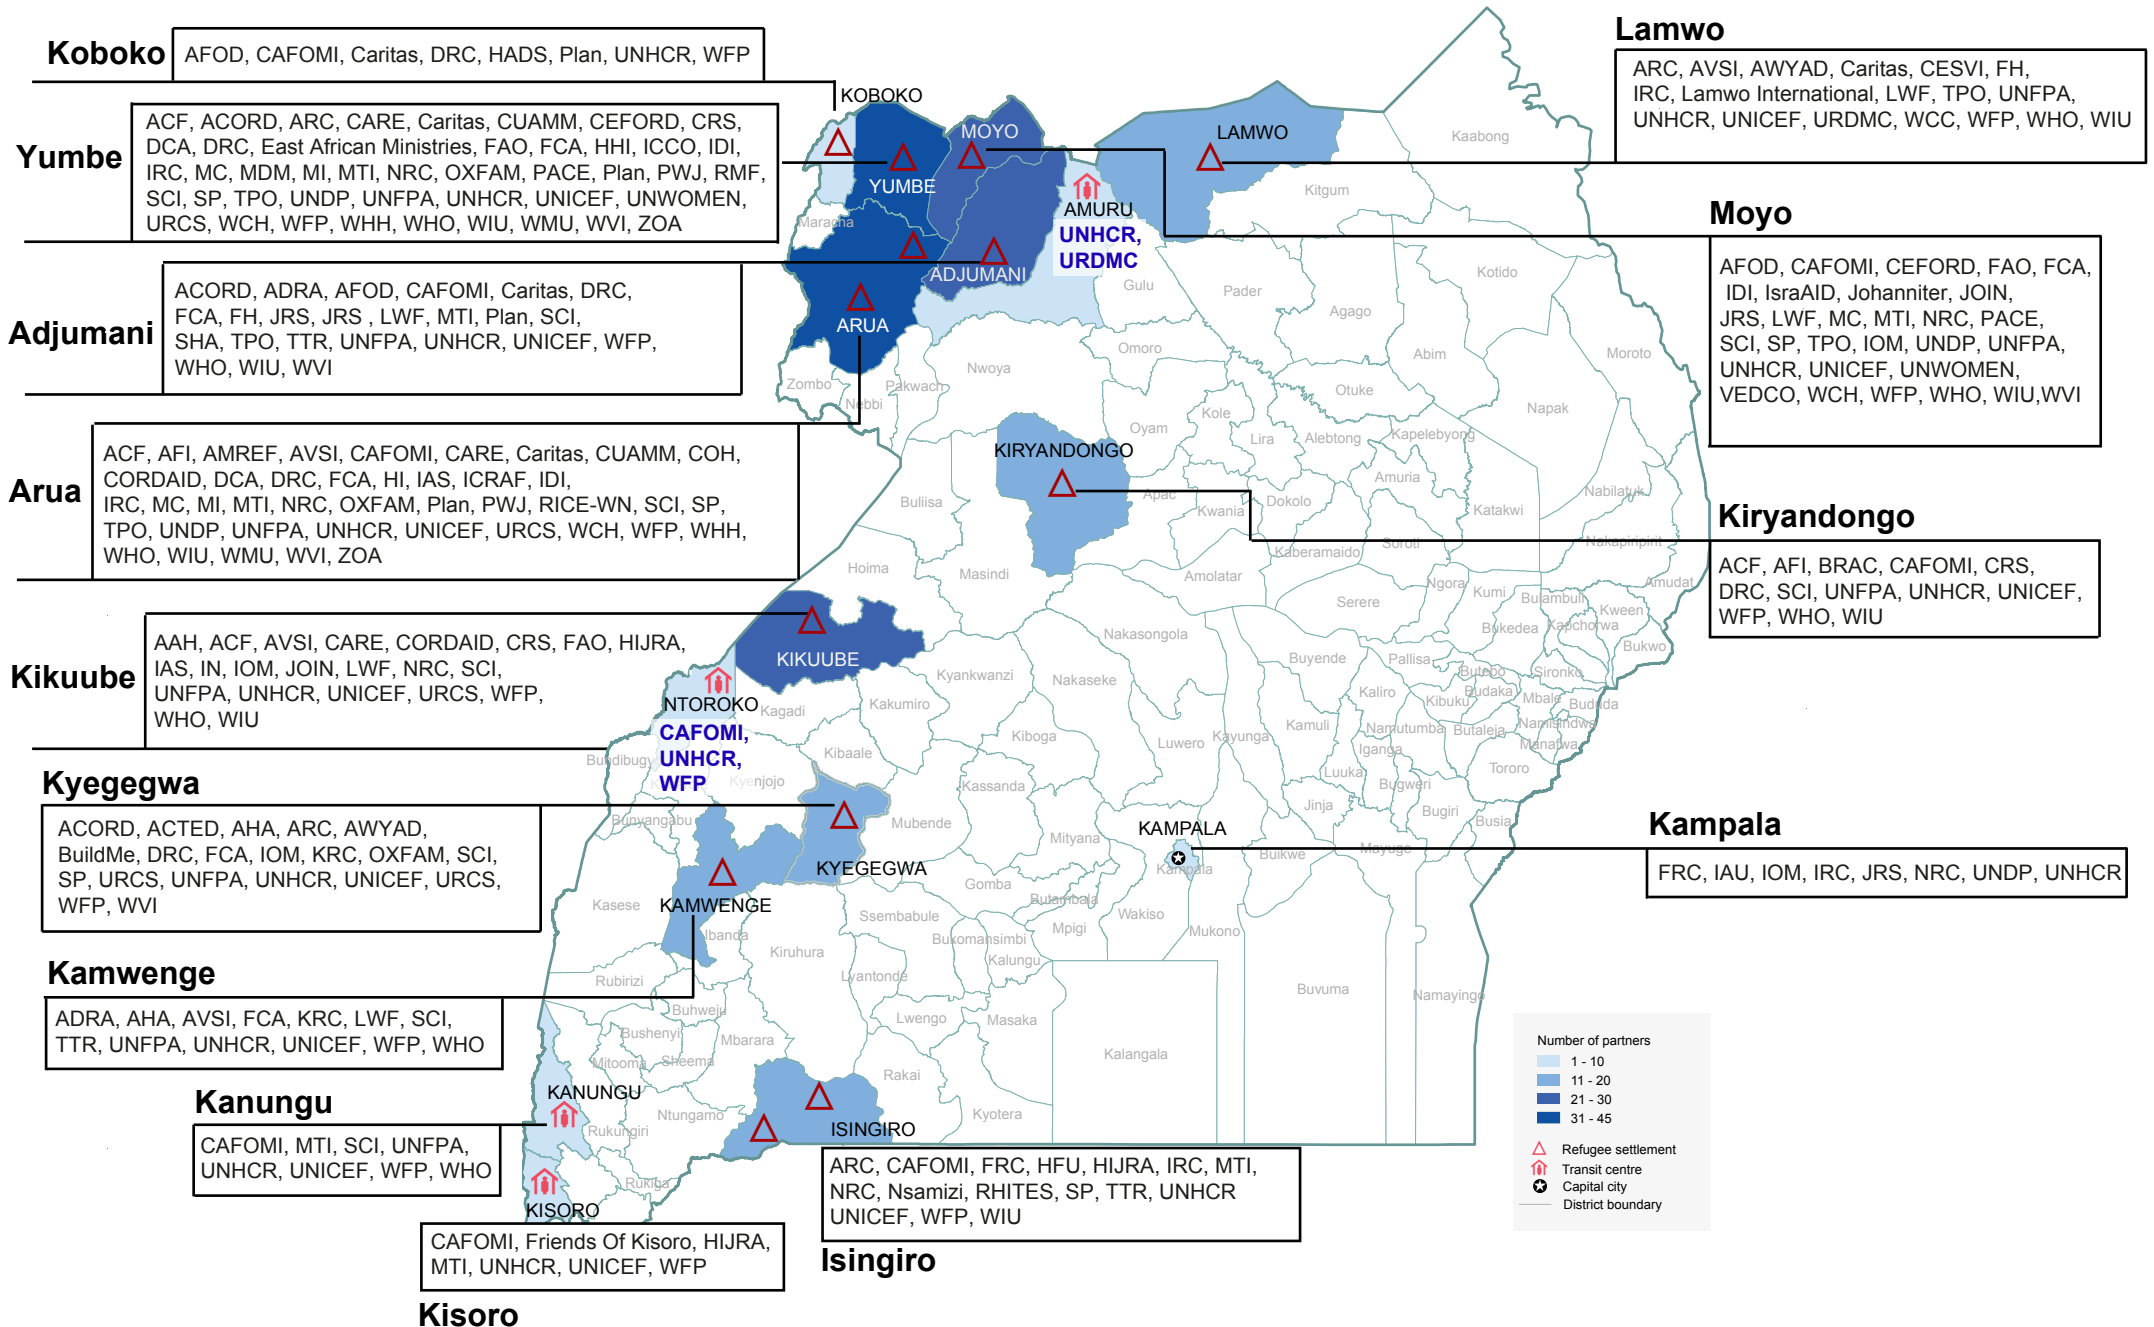 Koboko
AFOD, CAFOMI, Caritas, DRC, HADS, Plan, UNHCR, WFP
Yumbe
ACF, ACORD, ARC, CARE, Caritas, CUAMM, CEFORD, CRS,
DCA, DRC, East African Ministries, FAO, FCA, HHI, ICCO, IDI,
IRC, MC, MDM, MI, MTI, NRC, OXFAM, PACE, Plan, PWJ, RMF,
SCI, SP, TPO, UNDP, UNFPA, UNHCR, UNICEF, UNWOMEN,
URCS, WCH, WFP, WHH, WHO, WIU, WMU, WVI, ZOA
Adjumani
ACORD, ADRA, AFOD, CAFOMI, Caritas, DRC,
FCA, FH, JRS, JRS , LWF, MTI, Plan, SCI,
SHA, TPO, TTR, UNFPA, UNHCR, UNICEF, WFP,
WHO, WIU, WVI
Arua
ACF, AFI, AMREF, AVSI, CAFOMI, CARE, Caritas, CUAMM, COH,
CORDAID, DCA, DRC, FCA, HI, IAS, ICRAF, IDI,
IRC, MC, MI, MTI, NRC, OXFAM, Plan, PWJ, RICE-WN, SCI, SP,
TPO, UNDP, UNFPA, UNHCR, UNICEF, URCS, WCH, WFP, WHH,
WHO, WIU, WMU, WVI, ZOA
Kikuube
AAH, ACF, AVSI, CARE, CORDAID, CRS, FAO, HIJRA,
IAS, IN, IOM, JOIN, LWF, NRC, SCI,
UNFPA, UNHCR, UNICEF, URCS, WFP,
WHO, WIU
Kyegegwa
ACORD, ACTED, AHA, ARC, AWYAD,
BuildMe, DRC, FCA, IOM, KRC, OXFAM, SCI,
SP, URCS, UNFPA, UNHCR, UNICEF, URCS,
WFP, WVI
Kamwenge
ADRA, AHA, AVSI, FCA, KRC, LWF, SCI,
TTR, UNFPA, UNHCR, UNICEF, WFP, WHO
Kanungu
CAFOMI, MTI, SCI, UNFPA,
UNHCR, UNICEF, WFP, WHO
CAFOMI, Friends Of Kisoro, HIJRA,
MTI, UNHCR, UNICEF, WFP
Kisoro
ARC, CAFOMI, FRC, HFU, HIJRA, IRC, MTI,
NRC, Nsamizi, RHITES, SP, TTR, UNHCR
UNICEF, WFP, WIU
Isingiro
Lamwo
ARC, AVSI, AWYAD, Caritas, CESVI, FH,
IRC, Lamwo International, LWF, TPO, UNFPA,
UNHCR, UNICEF, URDMC, WCC, WFP, WHO, WIU
Moyo
AFOD, CAFOMI, CEFORD, FAO, FCA,
IDI, IsraAID, Johanniter, JOIN,
JRS, LWF, MC, MTI, NRC, PACE,
SCI, SP, TPO, IOM, UNDP, UNFPA,
UNHCR, UNICEF, UNWOMEN,
VEDCO, WCH, WFP, WHO, WIU,WVI
Kiryandongo
ACF, AFI, BRAC, CAFOMI, CRS,
DRC, SCI, UNFPA, UNHCR, UNICEF,
WFP, WHO, WIU
Kampala
FRC, IAU, IOM, IRC, JRS, NRC, UNDP, UNHCR
KOBOKO
MOYO
LAMWO
Kaabong
YUMBE
Kitgum
AMURU
UNHCR,
URDMC
Maracha
ADJUMANI
Gulu
Pader
Kotido
ARUA
Agago
Omoro
Abim
Moroto
Nwoya
Zombo
Pakwach
Nebbi
Otuke
Napak
Kole
Oyam
Lira
Alebtong
Kapelebyong
KIRYANDONGO
Amuria
Buliisa
Apac
Kwania
Dokolo
Nabilatuk
Katakwi
Kaberamaido
Soroti
Nakapiripirit
Hoima
Masindi
Amolatar
Ngora
Kumi
Amudat
Serere
Bulambuli
Kween
Bukedea
Kapchorwa
Bukwo
Nakasongola
KIKUUBE
Buyende
Pallisa
Butebo
Sironko
Kyankwanzi
Nakaseke
Kaliro
Kibuku
Budaka
Mbale
Bududa
NTOROKO
CAFOMI,
UNHCR,
WFP
Kagadi
Kakumiro
Kamuli
Namutumba
Butaleja
Namisindwa
Manafwa
Kiboga
Luwero
Kayunga
Iganga
Kibaale
Bundibugy
Kyenjojo
Luuka
Tororo
Kassanda
Bugweri
Jinja
Bugiri
Busia
Bunyangabu
Mubende
Mityana
KAMPALA
Kampala
Buikwe
Mayuge
KYEGEGWA
Gomba
Butambala
Kasese
KAMWENGE
Ssembabule
Wakiso
Mukono
Ibanda
Kiruhura
Bukomansimbi
Mpigi
Kalungu
Rubirizi
Lyantonde
Buvuma
Namayingo
Buhweju
Lwengo
Masaka
Bushenyi
Mbarara
Mitooma
Sheema
Kalangala
Rakai
KANUNGU
Ntungamo
Kyotera
Rukungiri
ISINGIRO
Rukiga
KISORO
Number of partners
1 - 10
11 - 20
21 - 30
31 - 45
Refugee settlement
Transit centre
Capital city
District boundary